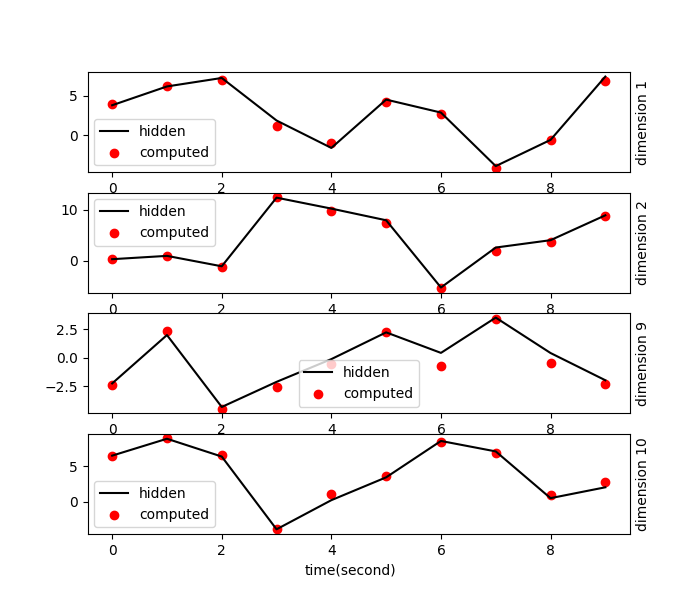 5
0
hidden
computed
dimension 1
0 2 4 6 8
10
0
hidden
computed
dimension 2
0 2 4 6 8
2.5
0.0
−2.5
hidden
computed
dimension 9
0 2 4 6 8
5
0
hidden
computed
dimension 10
0 2 4 6 8
time(second)